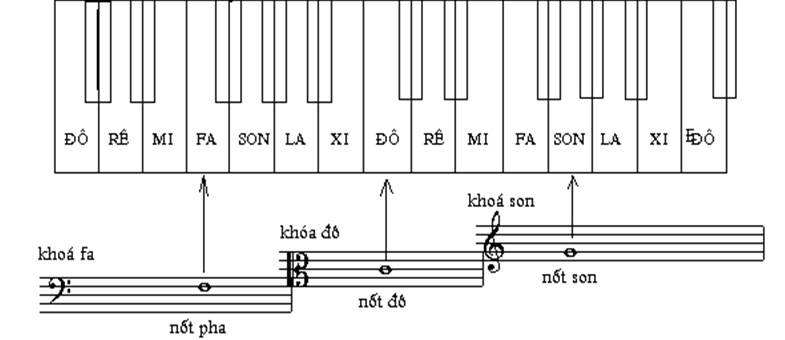 ĐÔ RÊ MI FA SON LA XI ĐÔ RÊ MI FA SON LA XI ĐÔ
khoá son
khóa đô
khoá fa
nốt son
nốt đô
nốt pha